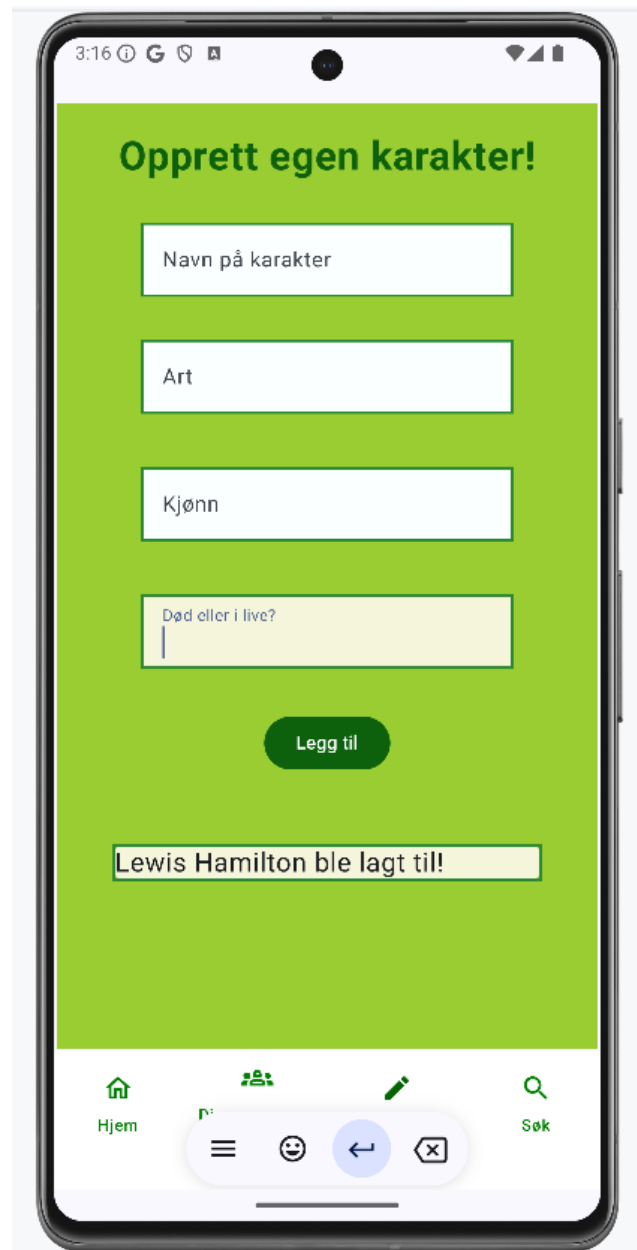 3:16
Opprett egen karakter!
Navn på karakter
Art
Kjønn
Død eller i live?
Legg til
Lewis Hamilton ble lagt til!
Hjem
Søk